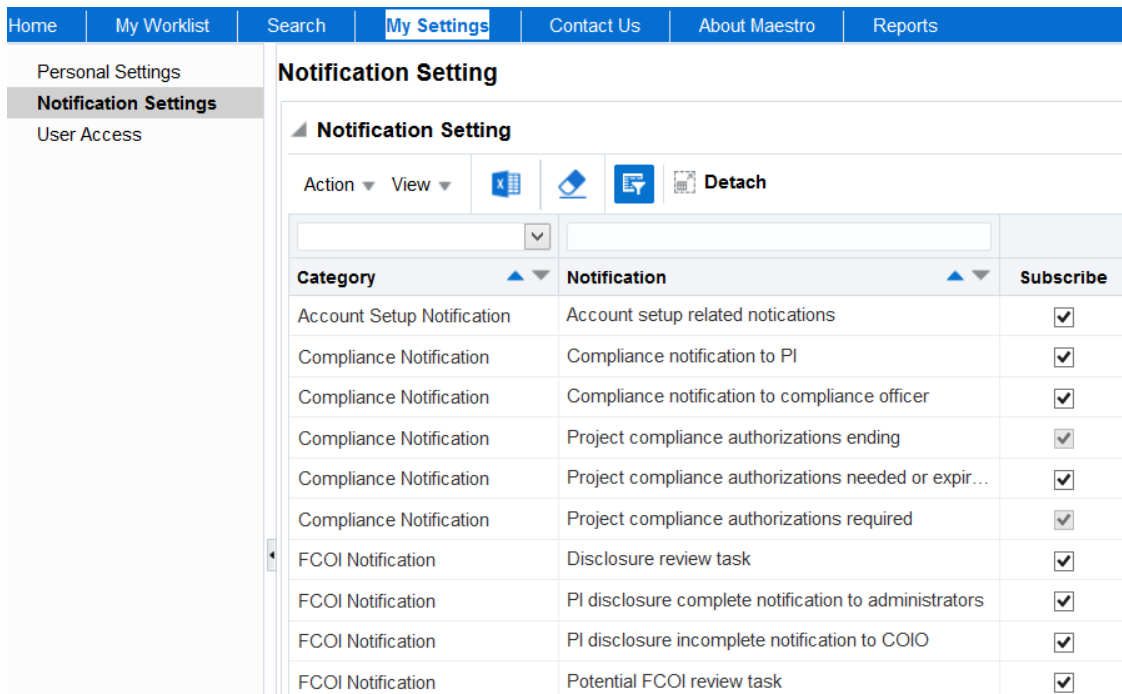 Home My Worklist Search My Settings Contact Us About Maestro Reports
Personal Settings
Notification Settings
User Access
Notification Setting
Notification Setting
Action View Detach
Category Notification Subscribe
Account Setup Notification Account setup related notications
Compliance Notification Compliance notification to PI
Compliance Notification Compliance notification to compliance officer
Compliance Notification Project compliance authorizations ending
Compliance Notification Project compliance authorizations needed or expir...
Compliance Notification Project compliance authorizations required
FCOI Notification Disclosure review task
FCOI Notification PI disclosure complete notification to administrators
FCOI Notification PI disclosure incomplete notification to COIO
FCOI Notification Potential FCOI review task